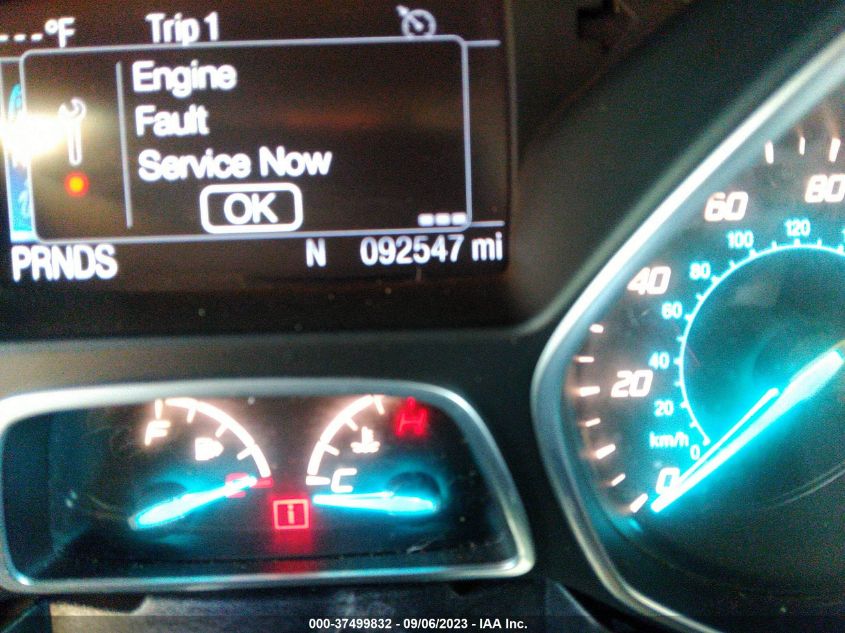 ---°F Trip 1
Engine
Fault
Service Now
OK
PRNDS N 092547 mi
F
E
C
H
i
0 20 40 60 80
km/h 0 20 40 60 80 100 120
000-37499832 - 09/06/2023 - IAA Inc.